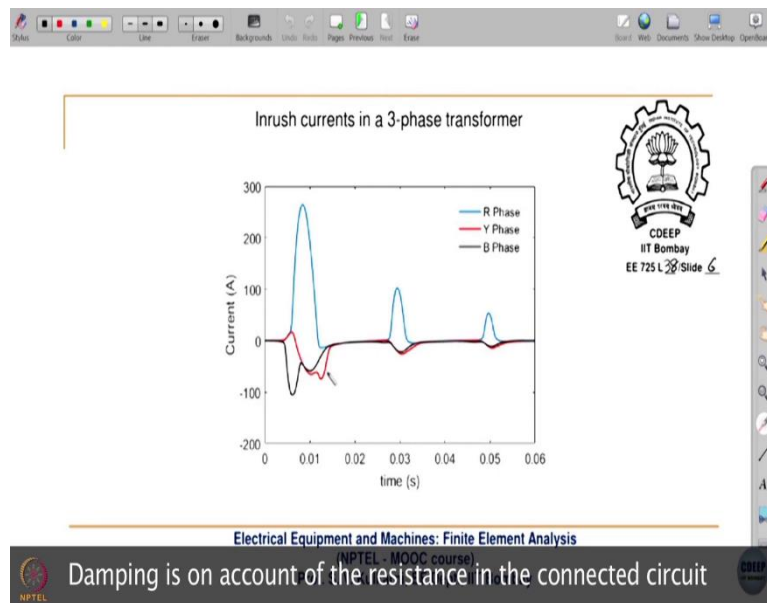 Stylus
Color
Line
Eraser
Backgrounds
Undo
Redo
Pages
Previous
Next
Erase
Board
Web
Documents
Show Desktop
OpenBoar
Inrush currents in a 3-phase transformer
CDEEP
IIT Bombay
EE 725 L 38 /Slide 6
300
200
100
0
-100
-200
Current (A)
R Phase
Y Phase
B Phase
0
0.01
0.02
0.03
0.04
0.05
0.06
time (s)
Electrical Equipment and Machines: Finite Element Analysis
(NPTEL - MOOC course)
Damping is on account of the resistance in the connected circuit
NPTEL
CDEEP